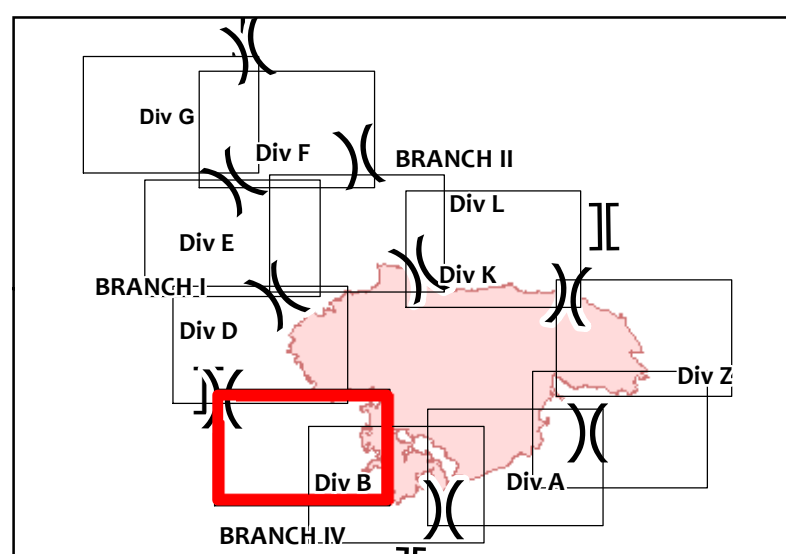 Div G
Div F
BRANCH II
Div L
Div E
Div K
BRANCH I
Div D
Div Z
Div B
Div A
BRANCH IV